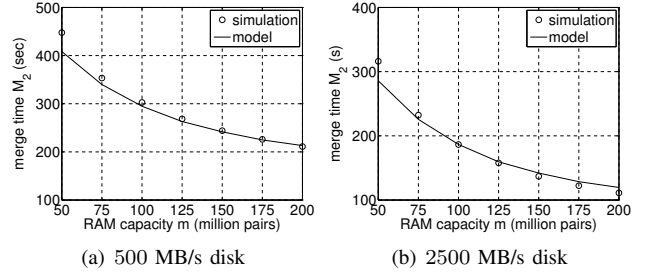 500
400
300
200
100
merge time M2 (sec)
simulation
model
50 75 100 125 150 175 200
RAM capacity m (million pairs)
(a) 500 MB/s disk
400
300
200
100
merge time M2 (s)
simulation
model
50 75 100 125 150 175 200
RAM capacity m (million pairs)
(b) 2500 MB/s disk